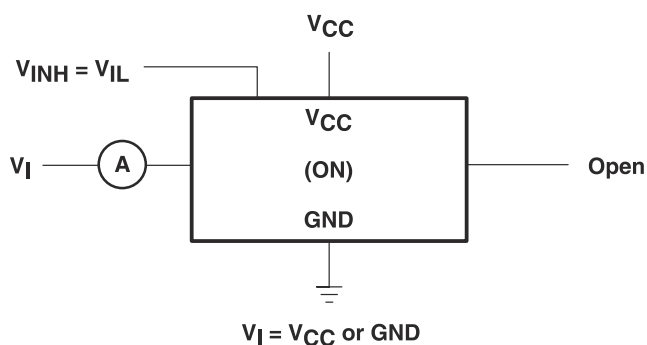 VCC
VINH = VIL
VCC
VI
A
(ON)
Open
GND
VI = VCC or GND